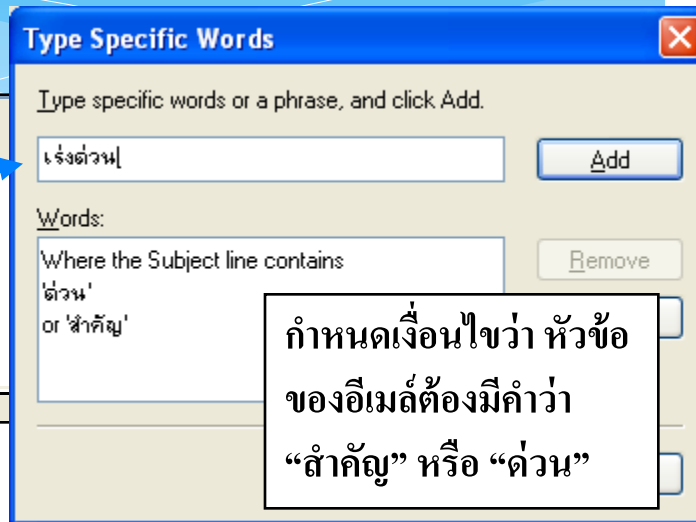 Type Specific Words
Type specific words or a phrase, and click Add.
เร่งด่วน
Add
Words:
Where the Subject line contains
'ด่วน'
or 'สำคัญ'
Remove
กำหนดเงื่อนไขว่า หัวข้อ
ของอีเมล์ต้องมีคำว่า
“สำคัญ” หรือ “ด่วน”